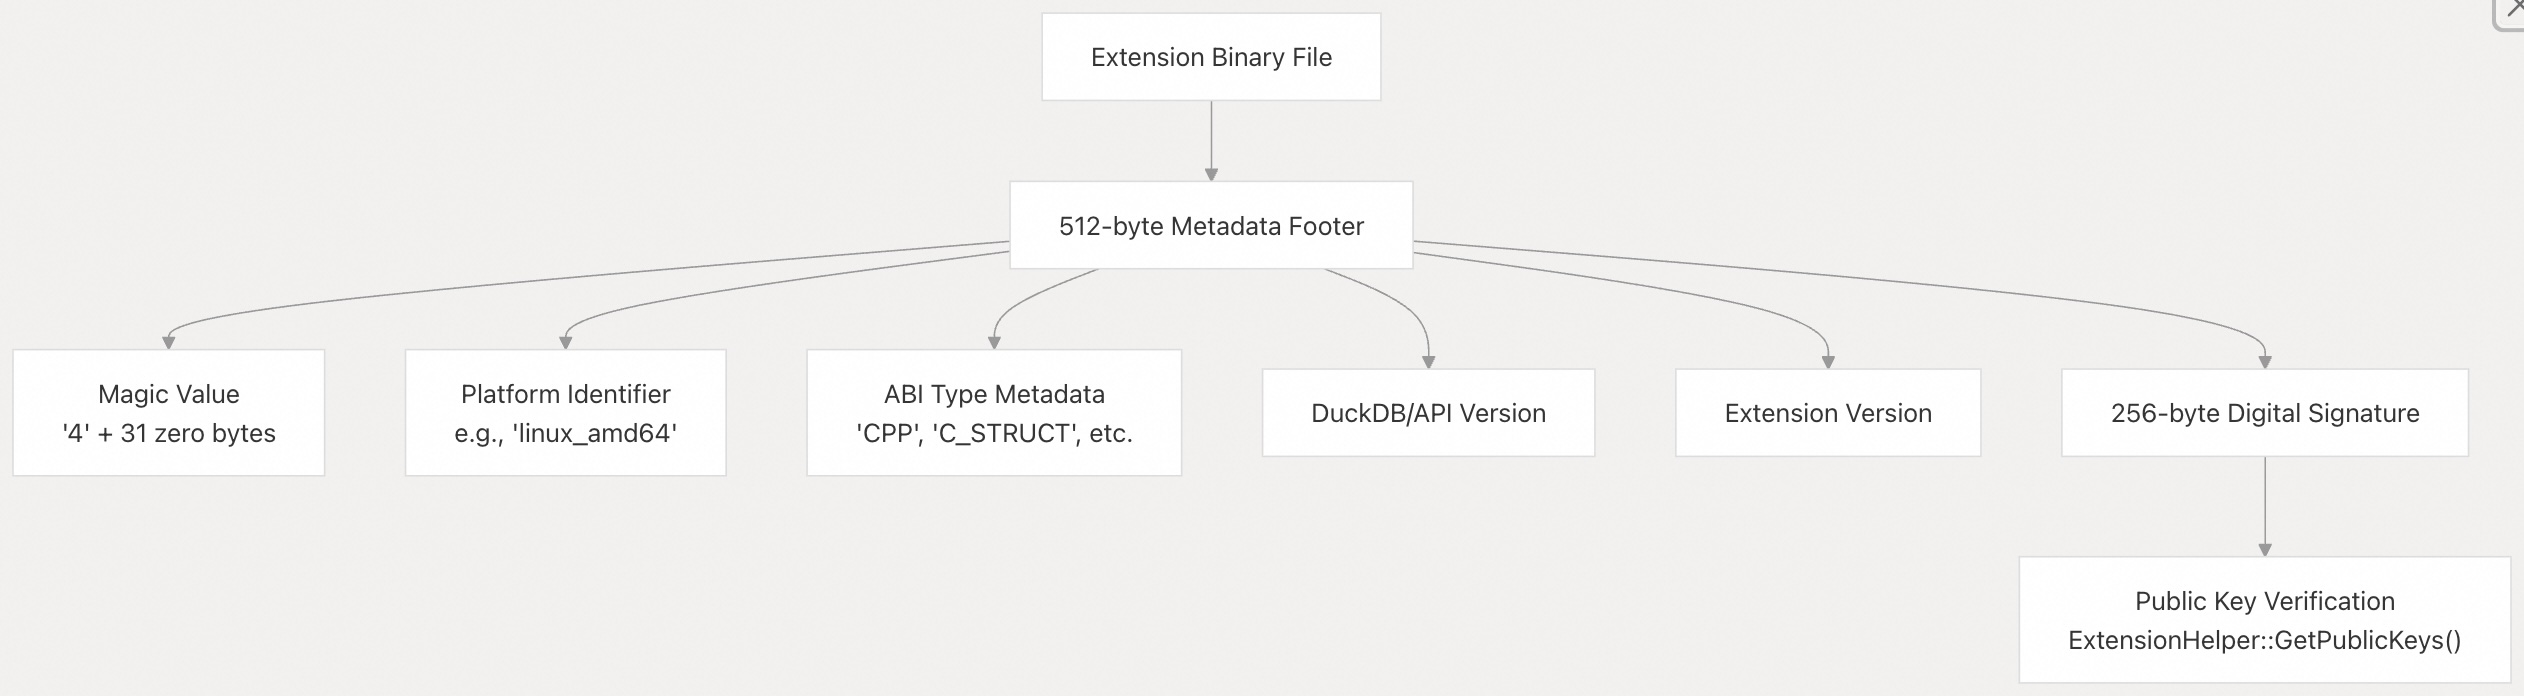 Extension Binary File
512-byte Metadata Footer
Magic Value
'4' + 31 zero bytes
Platform Identifier
e.g., 'linux_amd64'
ABI Type Metadata
'CPP', 'C_STRUCT', etc.
DuckDB/API Version
Extension Version
256-byte Digital Signature
Public Key Verification
ExtensionHelper::GetPublicKeys()